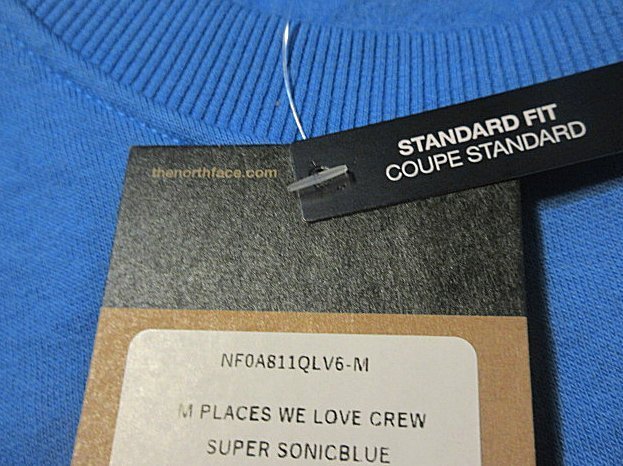 STANDARD FIT
COUPE STANDARD
thenorthface.com
NF0A811QLV6-M
M PLACES WE LOVE CREW
SUPER SONICBLUE